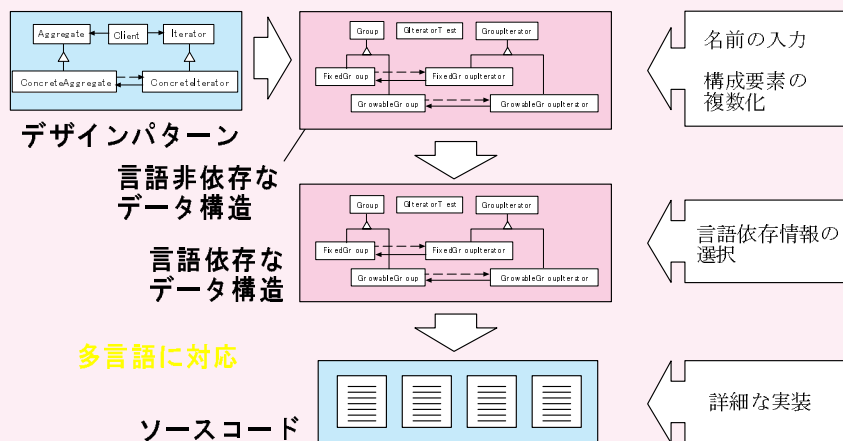 Aggregate
Client
Iterator
ConcreteAggregate
ConcreteIterator
デザインパターン
Group
GIteratorTest
GroupIterator
FixedGroup
FixedGroupIterator
GrowableGroup
GrowableGroupIterator
名前の入力
構成要素の
複数化
言語非依存な
データ構造
Group
GIteratorTest
GroupIterator
FixedGroup
FixedGroupIterator
GrowableGroup
GrowableGroupIterator
言語依存な
データ構造
言語依存情報の
選択
多言語に対応
ソースコード
詳細な実装